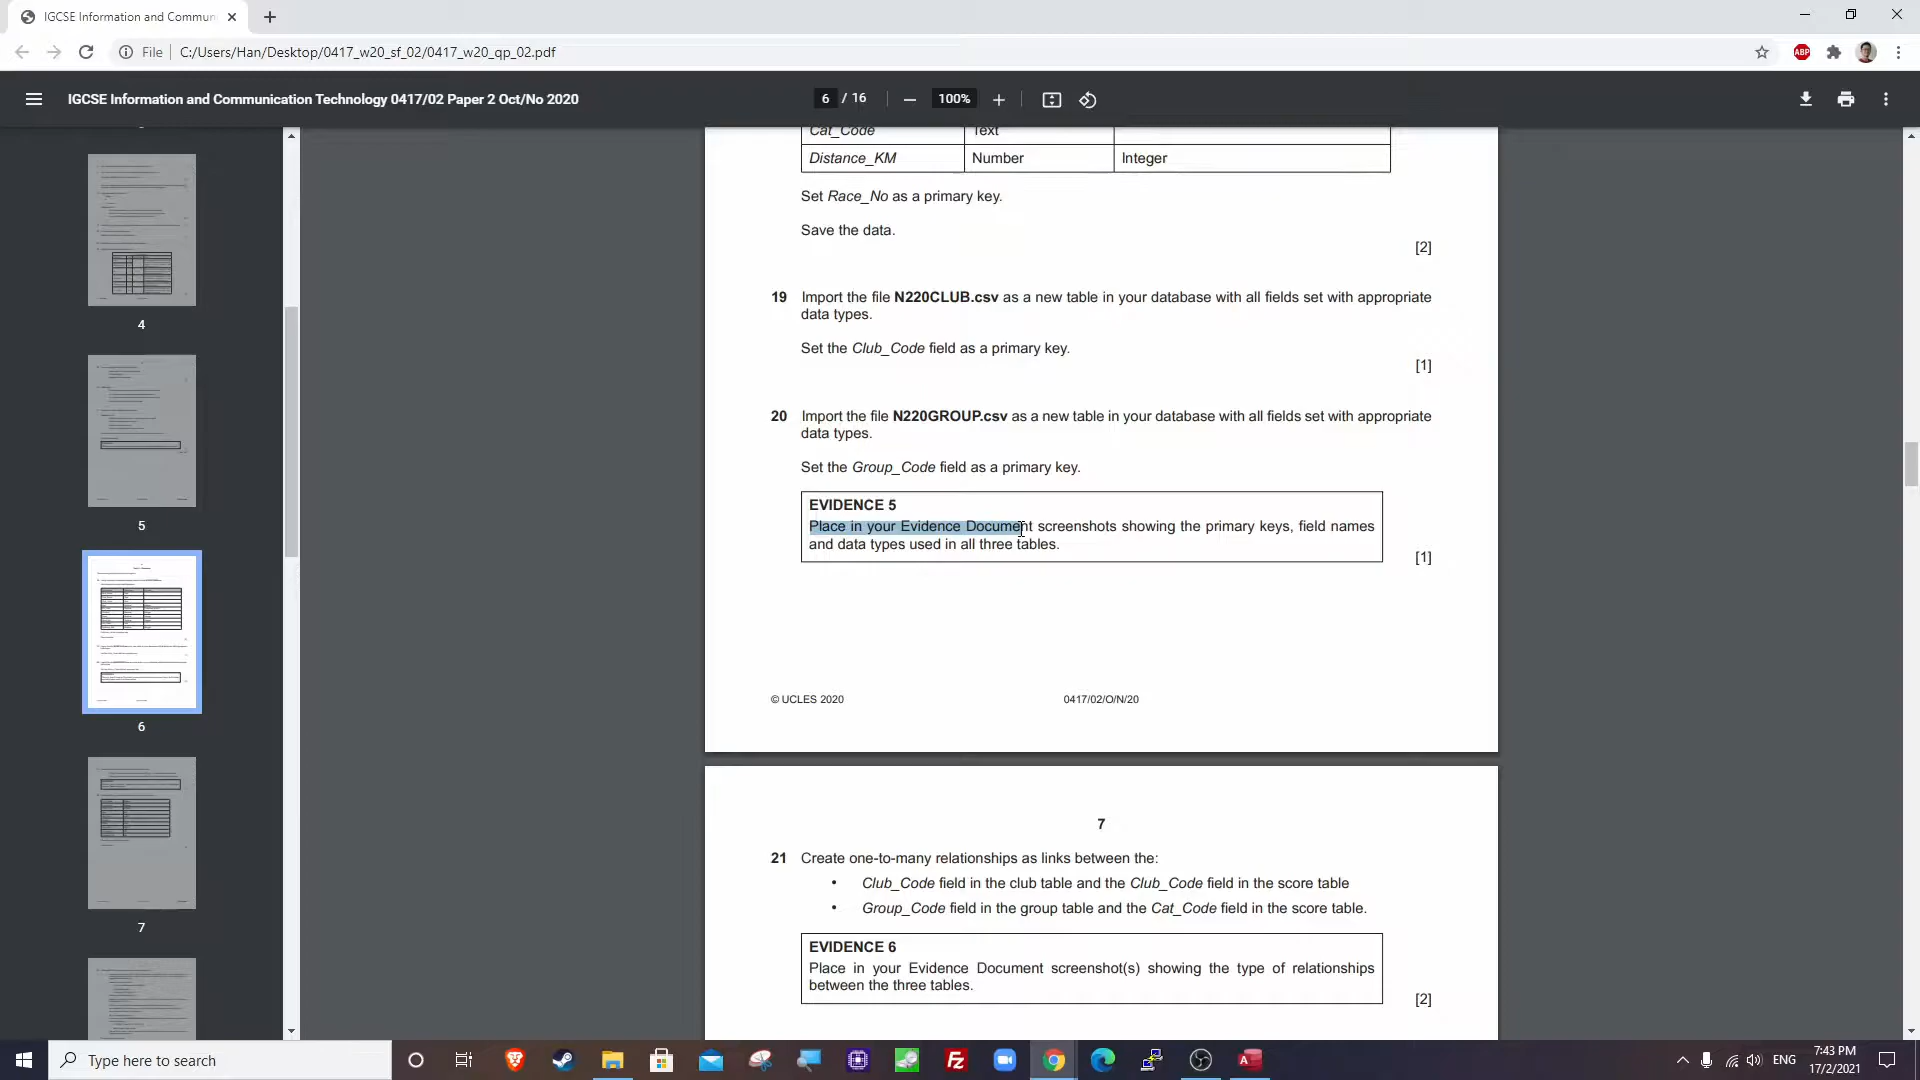 IGCSE Information and Commun
File
C:/Users/Han/Desktop/0417_w20_sf_02/0417_w20_qp_02.pdf
ABP
IGCSE Information and Communication Technology 0417/02 Paper 2 Oct/No 2020
6 / 16
100%
4
5
6
7
Cat_Code Text
Distance_KM Number Integer
Set Race_No as a primary key.
Save the data.
[2]
19 Import the file N220CLUB.csv as a new table in your database with all fields set with appropriate
data types.
Set the Club_Code field as a primary key.
[1]
20 Import the file N220GROUP.csv as a new table in your database with all fields set with appropriate
data types.
Set the Group_Code field as a primary key.
EVIDENCE 5
Place in your Evidence Document screenshots showing the primary keys, field names
and data types used in all three tables.
[1]
© UCLES 2020
0417/02/O/N/20
7
21 Create one-to-many relationships as links between the:
• Club_Code field in the club table and the Club_Code field in the score table
• Group_Code field in the group table and the Cat_Code field in the score table.
EVIDENCE 6
Place in your Evidence Document screenshot(s) showing the type of relationships
between the three tables.
[2]
Type here to search
ENG
7:43 PM
17/2/2021